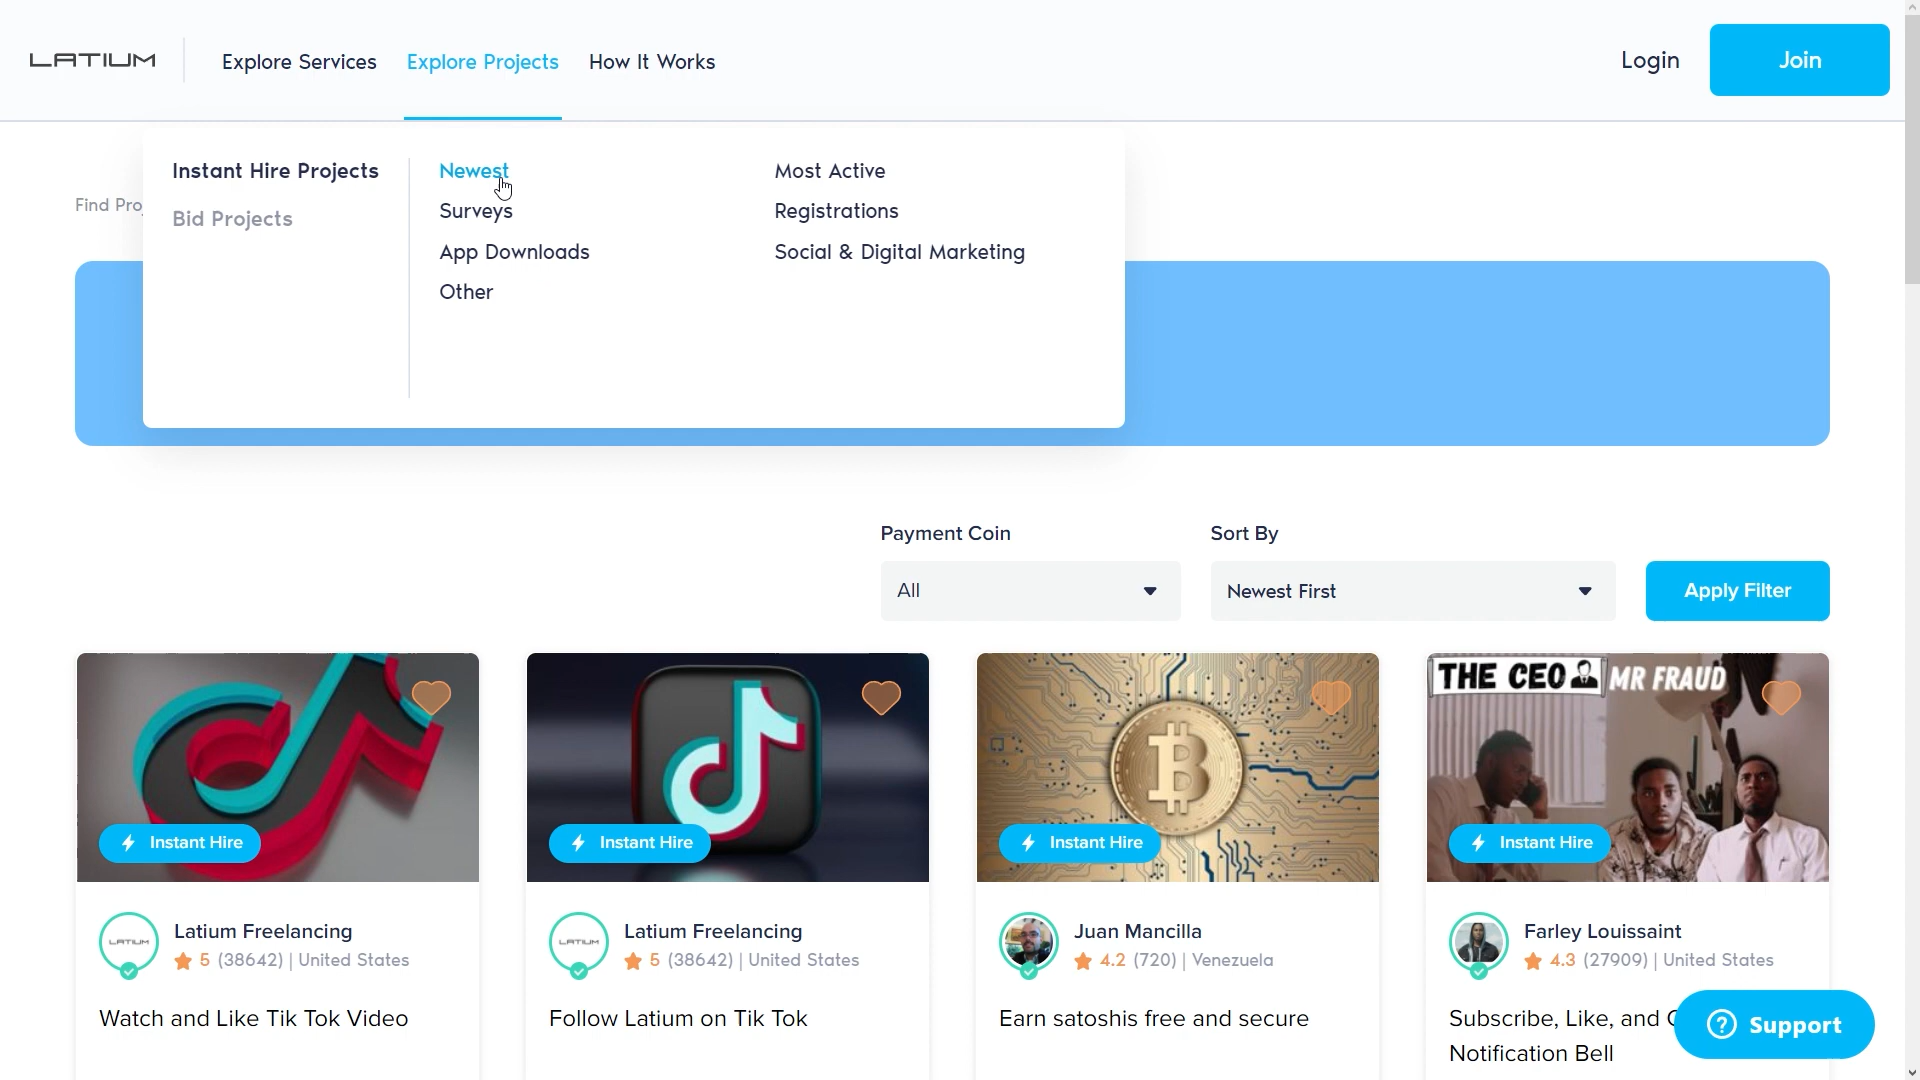 LATIUM
Explore Services
Explore Projects
How It Works
Login
Join
Instant Hire Projects
Bid Projects
Newest
Surveys
App Downloads
Other
Most Active
Registrations
Social & Digital Marketing
Find Pro
Payment Coin
All
Sort By
Newest First
Apply Filter
THE CEO MR FRAUD
Instant Hire
Instant Hire
Instant Hire
Instant Hire
LATIUM
Latium Freelancing
5 (38642) | United States
Watch and Like Tik Tok Video
LATIUM
Latium Freelancing
5 (38642) | United States
Follow Latium on Tik Tok
Juan Mancilla
4.2 (720) | Venezuela
Earn satoshis free and secure
Farley Louissaint
4.3 (27909) | United States
Subscribe, Like, and
Notification Bell
? Support